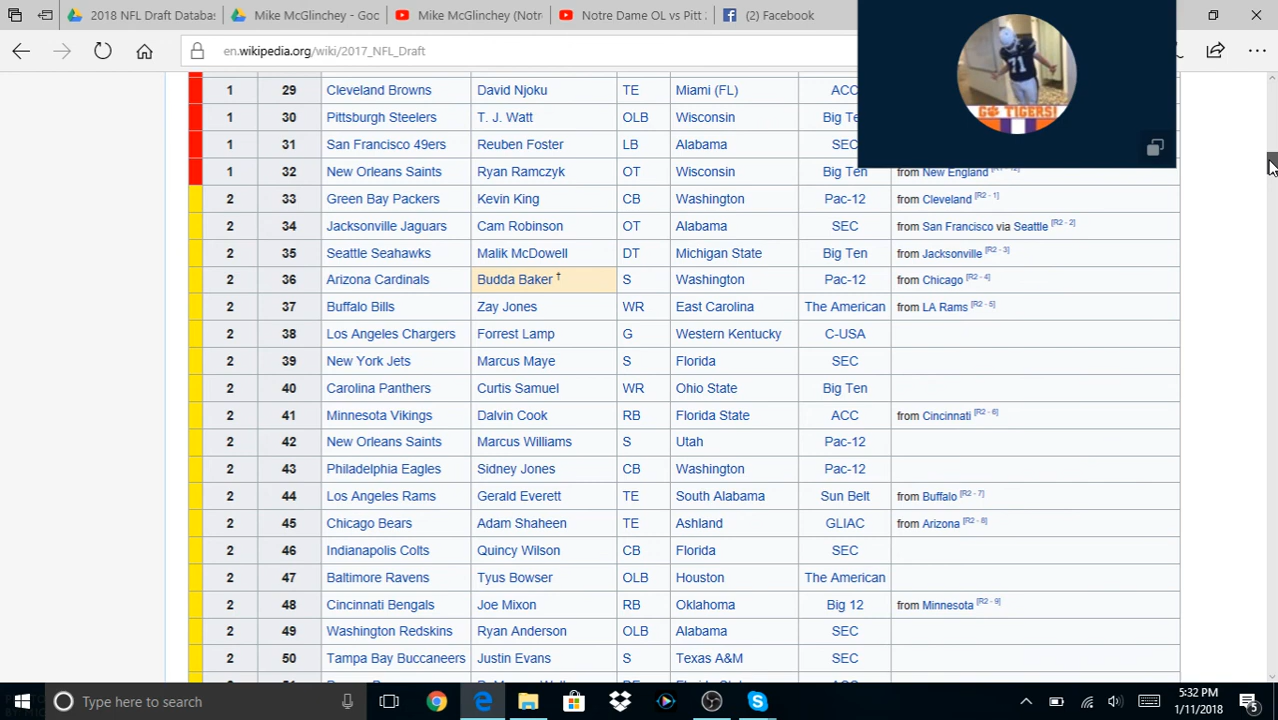 2018 NFL Draft Databas
Mike McGlinchey - Goo
Mike McGlinchey (Notr
Notre Dame OL vs Pitt 2
(2) Facebook
en.wikipedia.org/wiki/2017_NFL_Draft
71
GO TIGERS!
1 29 Cleveland Browns David Njoku TE Miami (FL) ACC
1 30 Pittsburgh Steelers T. J. Watt OLB Wisconsin Big Te
1 31 San Francisco 49ers Reuben Foster LB Alabama SEC
1 32 New Orleans Saints Ryan Ramczyk OT Wisconsin Big Ten from New England
2 33 Green Bay Packers Kevin King CB Washington Pac-12 from Cleveland [R2 - 1]
2 34 Jacksonville Jaguars Cam Robinson OT Alabama SEC from San Francisco via Seattle [R2 - 2]
2 35 Seattle Seahawks Malik McDowell DT Michigan State Big Ten from Jacksonville [R2 - 3]
2 36 Arizona Cardinals Budda Baker † S Washington Pac-12 from Chicago [R2 - 4]
2 37 Buffalo Bills Zay Jones WR East Carolina The American from LA Rams [R2 - 5]
2 38 Los Angeles Chargers Forrest Lamp G Western Kentucky C-USA
2 39 New York Jets Marcus Maye S Florida SEC
2 40 Carolina Panthers Curtis Samuel WR Ohio State Big Ten
2 41 Minnesota Vikings Dalvin Cook RB Florida State ACC from Cincinnati [R2 - 6]
2 42 New Orleans Saints Marcus Williams S Utah Pac-12
2 43 Philadelphia Eagles Sidney Jones CB Washington Pac-12
2 44 Los Angeles Rams Gerald Everett TE South Alabama Sun Belt from Buffalo [R2 - 7]
2 45 Chicago Bears Adam Shaheen TE Ashland GLIAC from Arizona [R2 - 8]
2 46 Indianapolis Colts Quincy Wilson CB Florida SEC
2 47 Baltimore Ravens Tyus Bowser OLB Houston The American
2 48 Cincinnati Bengals Joe Mixon RB Oklahoma Big 12 from Minnesota [R2 - 9]
2 49 Washington Redskins Ryan Anderson OLB Alabama SEC
2 50 Tampa Bay Buccaneers Justin Evans S Texas A&M SEC
Type here to search
5:32 PM
1/11/2018
5